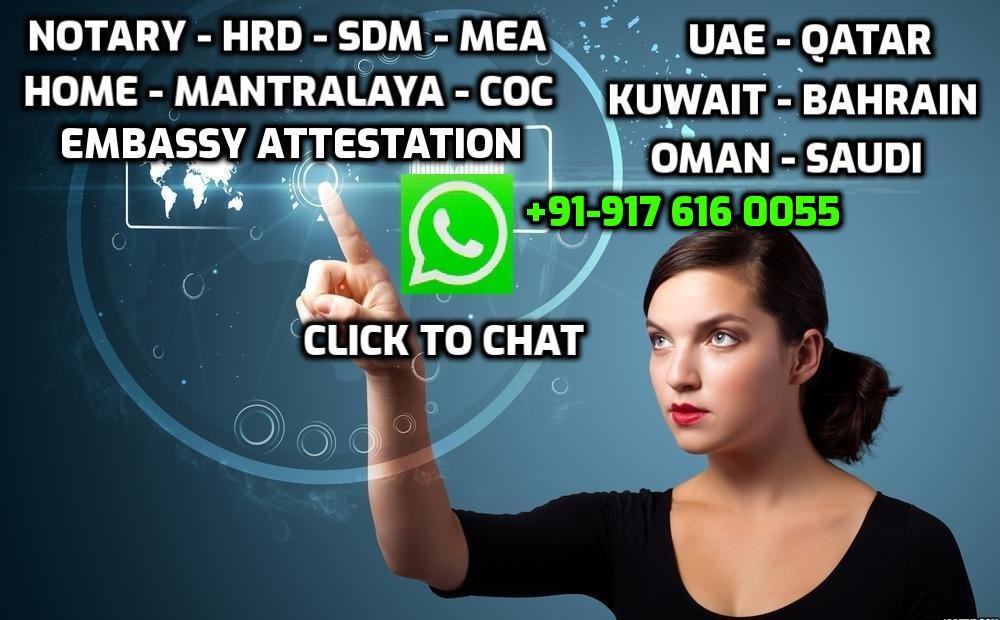 NOTARY - HRD - SDM - MEA
HOME - MANTRALAYA - COC
EMBASSY ATTESTATION
UAE - QATAR
KUWAIT - BAHRAIN
OMAN - SAUDI
+91-917 616 0055
CLICK TO CHAT